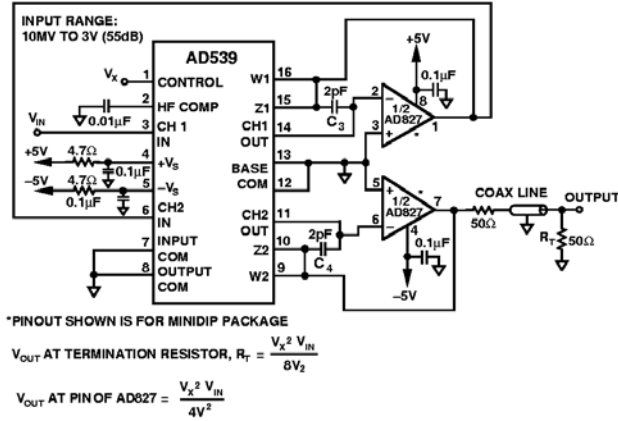 INPUT RANGE:
10MV TO 3V (55dB)
AD539
VX
1
CONTROL
2
HF COMP
0.01µF
VIN
3
CH 1
IN
+5V
4.7Ω
4
+VS
0.1µF
–5V
4.7Ω
5
–VS
0.1µF
6
CH2
IN
7
INPUT
COM
8
OUTPUT
COM
W1
16
Z1
15
CH1
OUT
14
BASE
COM
13
12
CH2
OUT
11
Z2
10
W2
9
2pF
C3
2pF
C4
+5V
0.1µF
8
2
–
1/2
AD827
3
+
*
1
5
+
*
1/2
AD827
6
–
7
4
0.1µF
–5V
50Ω
COAX LINE
OUTPUT
RT
50Ω
*PINOUT SHOWN IS FOR MINIDIP PACKAGE
VOUT AT TERMINATION RESISTOR, RT = VX² VIN / 8V2
VOUT AT PIN OF AD827 = VX² VIN / 4V²